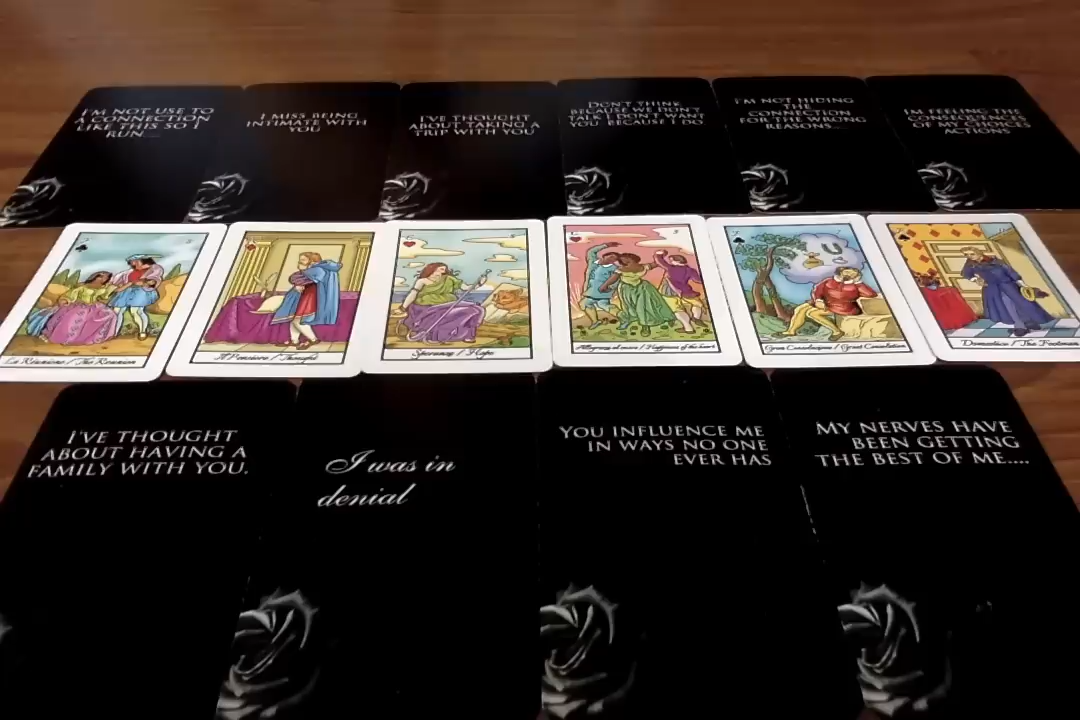 I'M NOT USE TO
A CONNECTION
LIKE THIS SO I
RUN...
I MISS BEING
INTIMATE WITH
YOU
I'VE THOUGHT
ABOUT TAKING A
TRIP WITH YOU
DON'T THINK
BECAUSE WE DON'T
TALK I DON'T WANT
YOU BECAUSE I DO
I'M NOT HIDING
THE
CONNECTION
FOR THE WRONG
REASONS...
I'M FEELING THE
CONSEQUENCES
OF MY CHOICES
ACTIONS
La Réunione / The Reunion
Il Pensiero / Thought
Speranza / Hope
Allegrezza al cuore / Happiness of the heart
Gran Consolazione / Great Consolation
Domestico / The Footman
I'VE THOUGHT
ABOUT HAVING A
FAMILY WITH YOU.
I was in
denial
YOU INFLUENCE ME
IN WAYS NO ONE
EVER HAS
MY NERVES HAVE
BEEN GETTING
THE BEST OF ME....